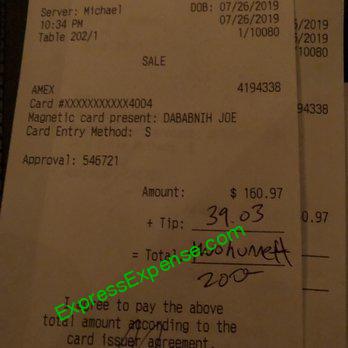 Server: Michael
DOB: 07/26/2019
10:34 PM
07/26/2019
Table 202/1
1/10080
SALE
AMEX
4194338
Card #XXXXXXXXXXX4004
Magnetic card present: DABABNIH JOE
Card Entry Method: S
Approval: 546721
Amount: $ 160.97
+ Tip: 39.03
= Total
200
I agree to pay the above
total amount according to the
card issuer agreement.
ExpressExpense.com
/2019
/2019
10080
94338
0.97